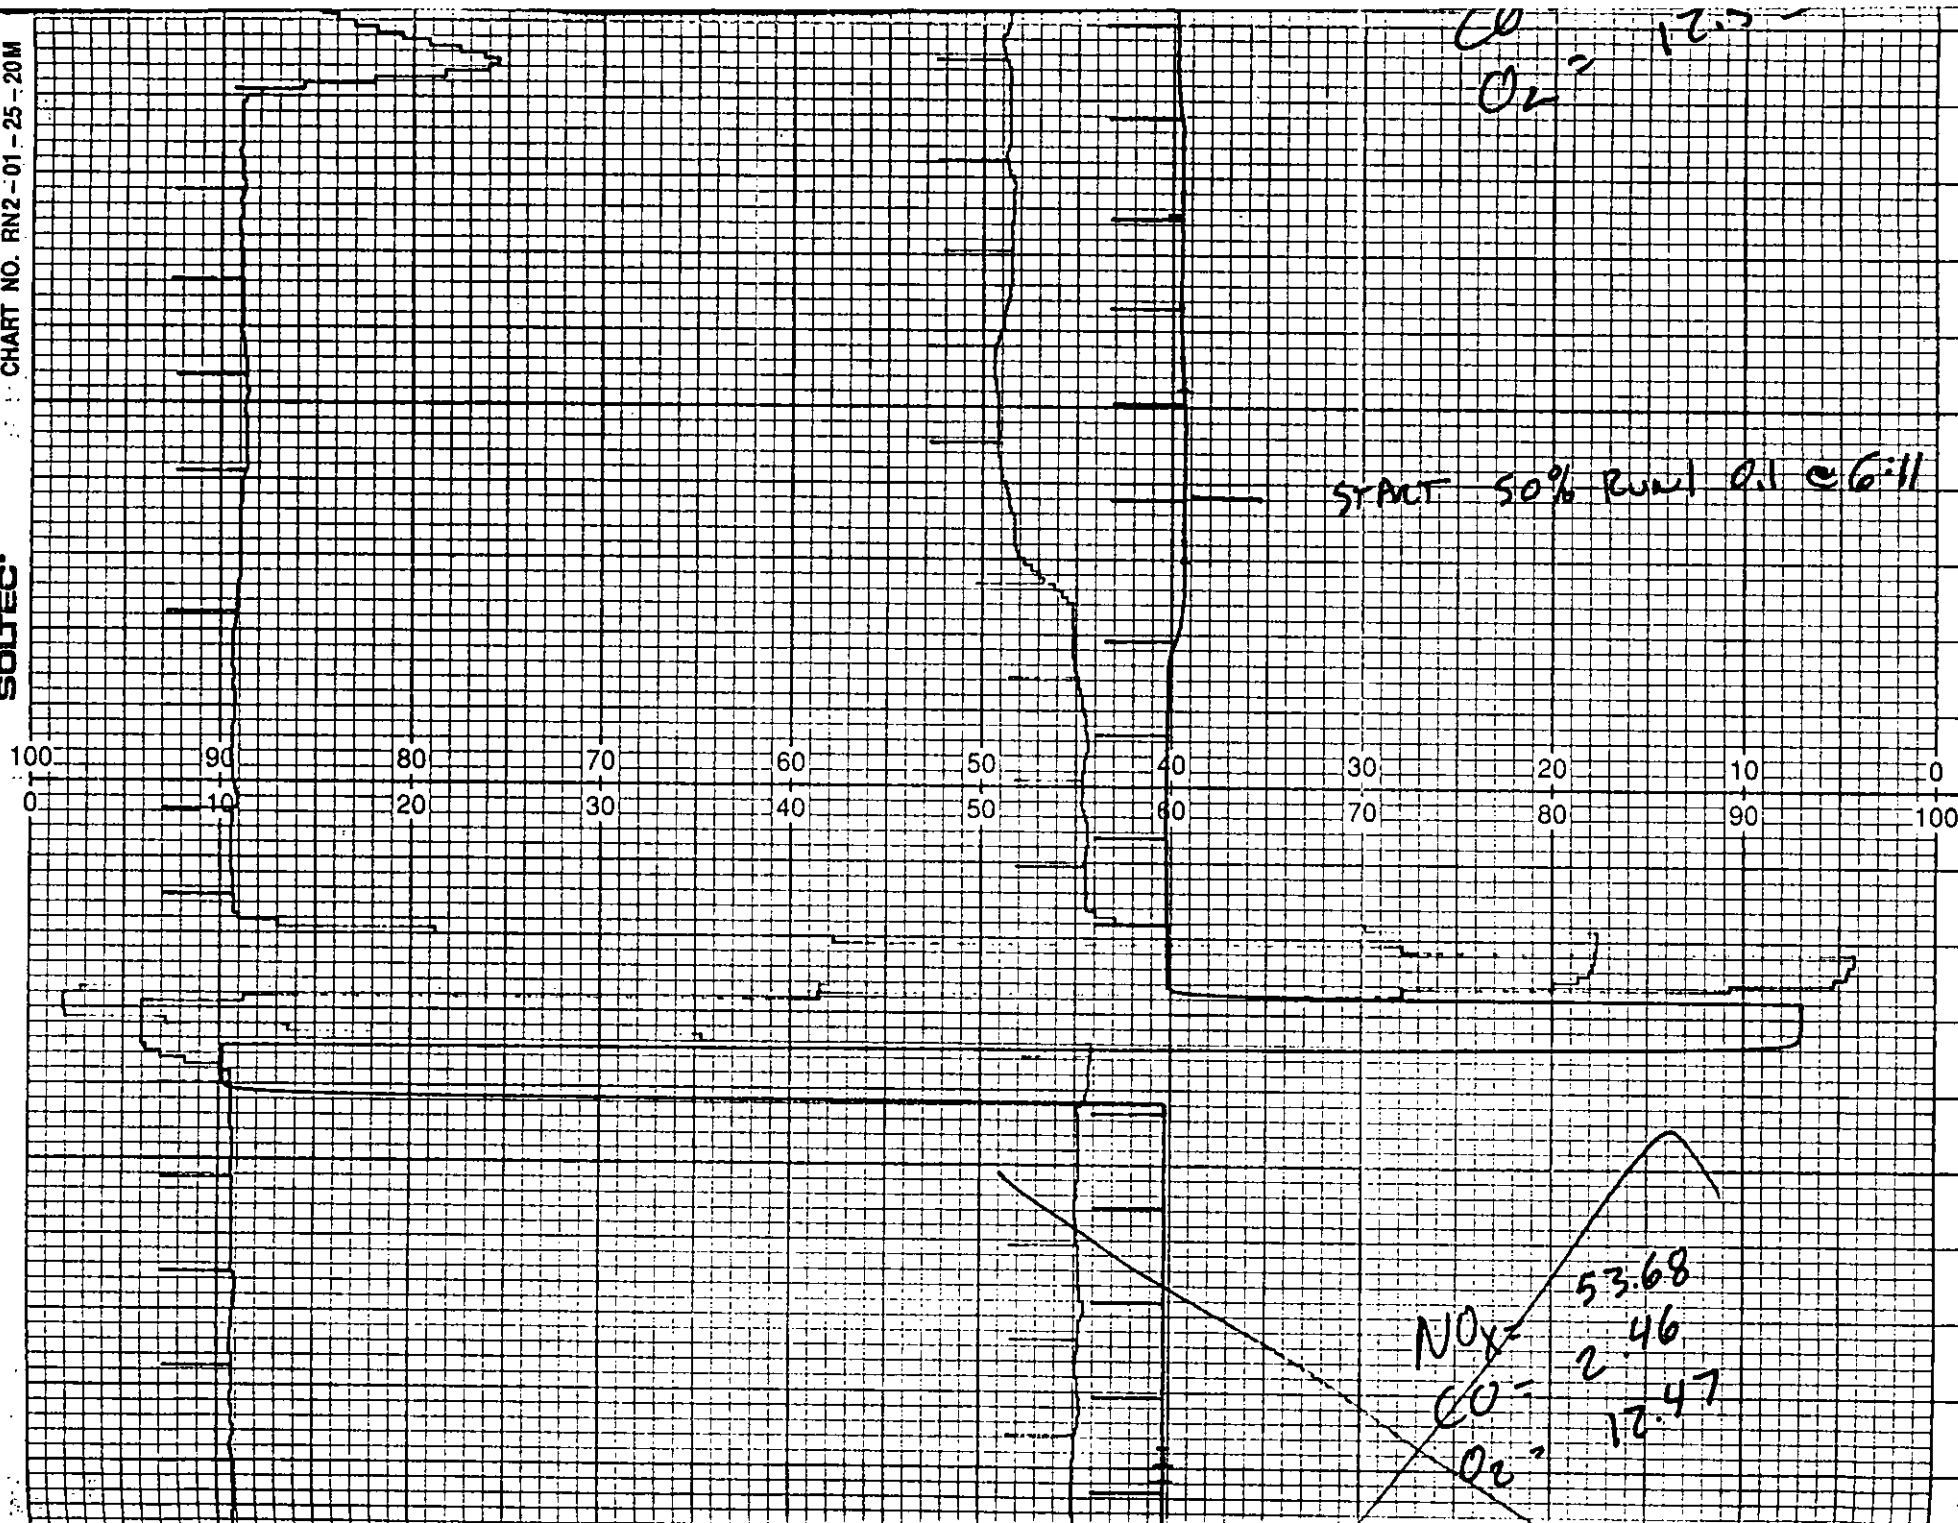 CHART NO. RN2-01-25-20M
SOLTEC
CO 12.
O2 =
START 50% RUN 1 0.1 @ 6:11
100 90 80 70 60 50 40 30 20 10 0
0 10 20 30 40 50 60 70 80 90 100
NOx = 53.68
CO = 2.46
O2 = 12.47